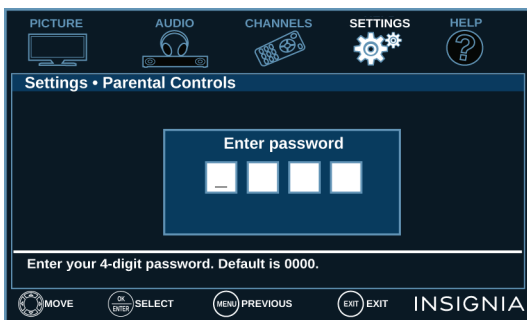 PICTURE AUDIO CHANNELS SETTINGS HELP
Settings • Parental Controls
Enter password
_
Enter your 4-digit password. Default is 0000.
MOVE OK ENTER SELECT MENU PREVIOUS EXIT EXIT INSIGNIA